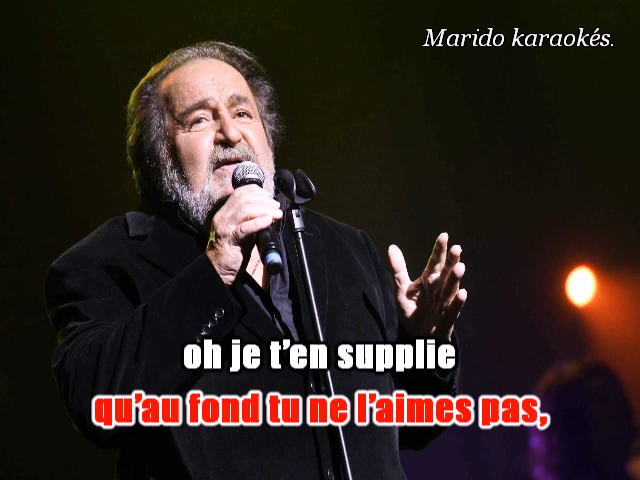 Marido karaokés.
oh je t'en supplie
qu'au fond tu ne l'aimes pas,